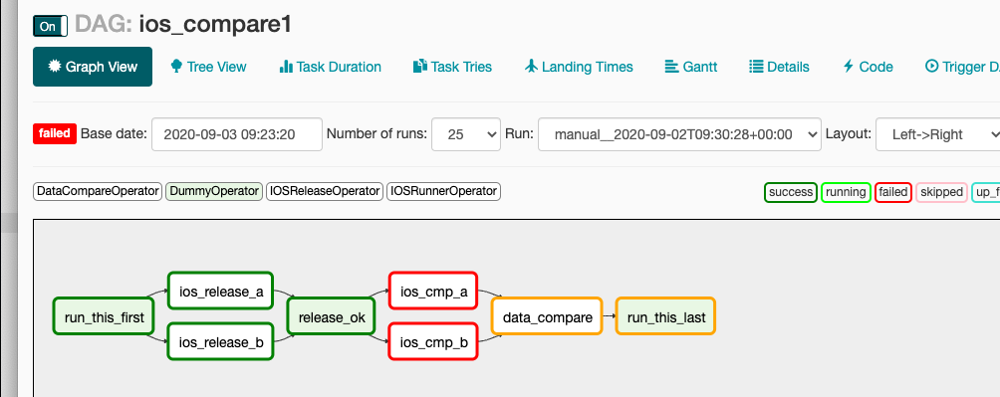 On DAG: ios_compare1
Graph View Tree View Task Duration Task Tries Landing Times Gantt Details Code Trigger D
failed Base date: 2020-09-03 09:23:20 Number of runs: 25 Run: manual__2020-09-02T09:30:28+00:00 Layout: Left->Right
DataCompareOperator DummyOperator IOSReleaseOperator IOSRunnerOperator success running failed skipped up_f
ios_release_a ios_cmp_a
run_this_first release_ok data_compare run_this_last
ios_release_b ios_cmp_b